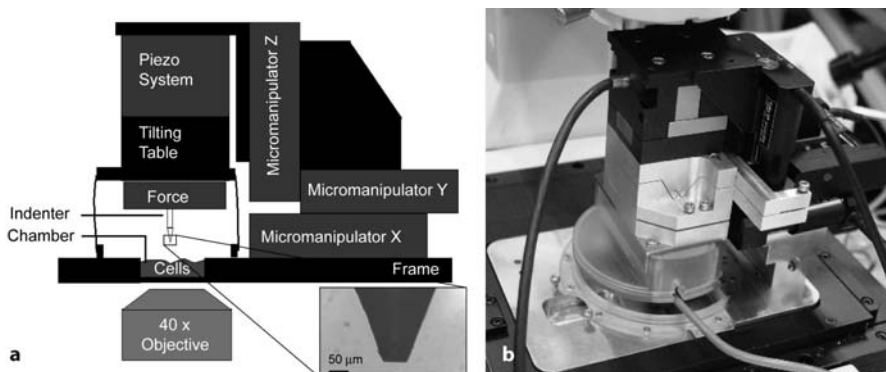 Piezo
System
Tilting
Table
Force
Indenter
Chamber
Cells
Micromanipulator Z
Micromanipulator Y
Micromanipulator X
Frame
40 x
Objective
50 µm
a
b